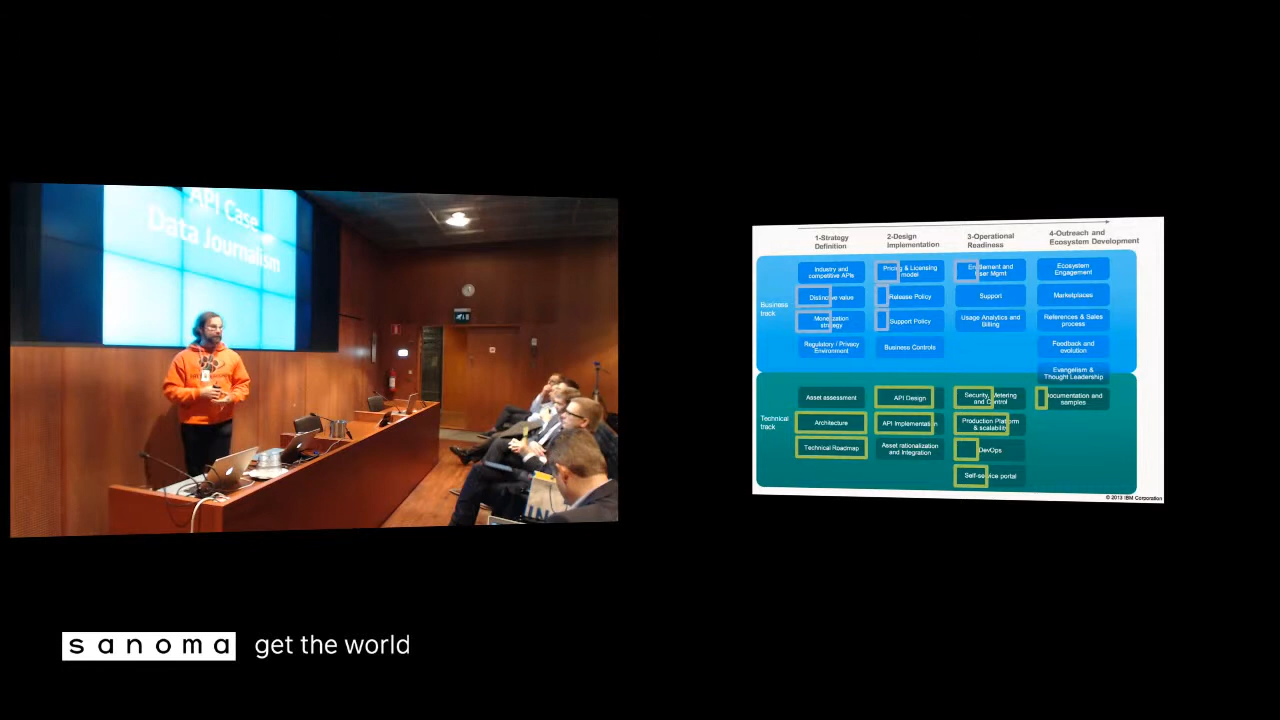 API Case
Data Journalism
1-Strategy
Definition
2-Design
Implementation
3-Operational
Readiness
4-Outreach and
Ecosystem Development
Business
track
Industry and
competitive APIs
Distinctive value
Monetization
strategy
Regulatory / Privacy
Environment
Pricing & Licensing
model
Release Policy
Support Policy
Business Controls
Entitlement and
User Mgmt
Support
Usage Analytics and
Billing
Ecosystem
Engagement
Marketplaces
References & Sales
process
Feedback and
evolution
Evangelism &
Thought Leadership
Technical
track
Asset assessment
Architecture
Technical Roadmap
API Design
API Implementation
Asset rationalization
and Integration
Security, Metering
and Control
Production Platform
& scalability
DevOps
Self-service portal
Documentation and
samples
© 2013 IBM Corporation
sanoma get the world